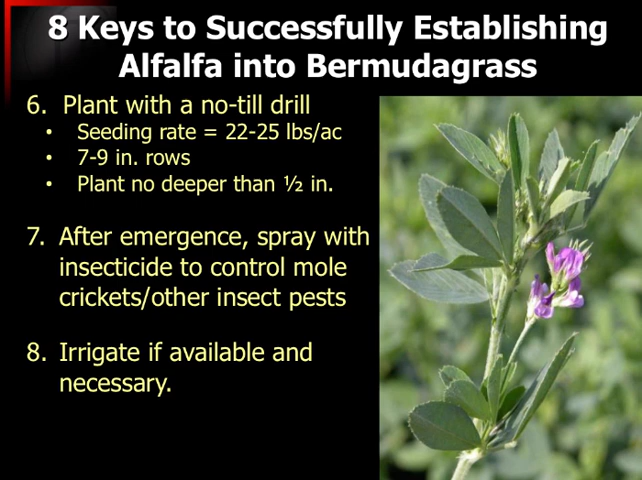 8 Keys to Successfully Establishing
Alfalfa into Bermudagrass
6. Plant with a no-till drill
• Seeding rate = 22-25 lbs/ac
• 7-9 in. rows
• Plant no deeper than ½ in.
7. After emergence, spray with
insecticide to control mole
crickets/other insect pests
8. Irrigate if available and
necessary.